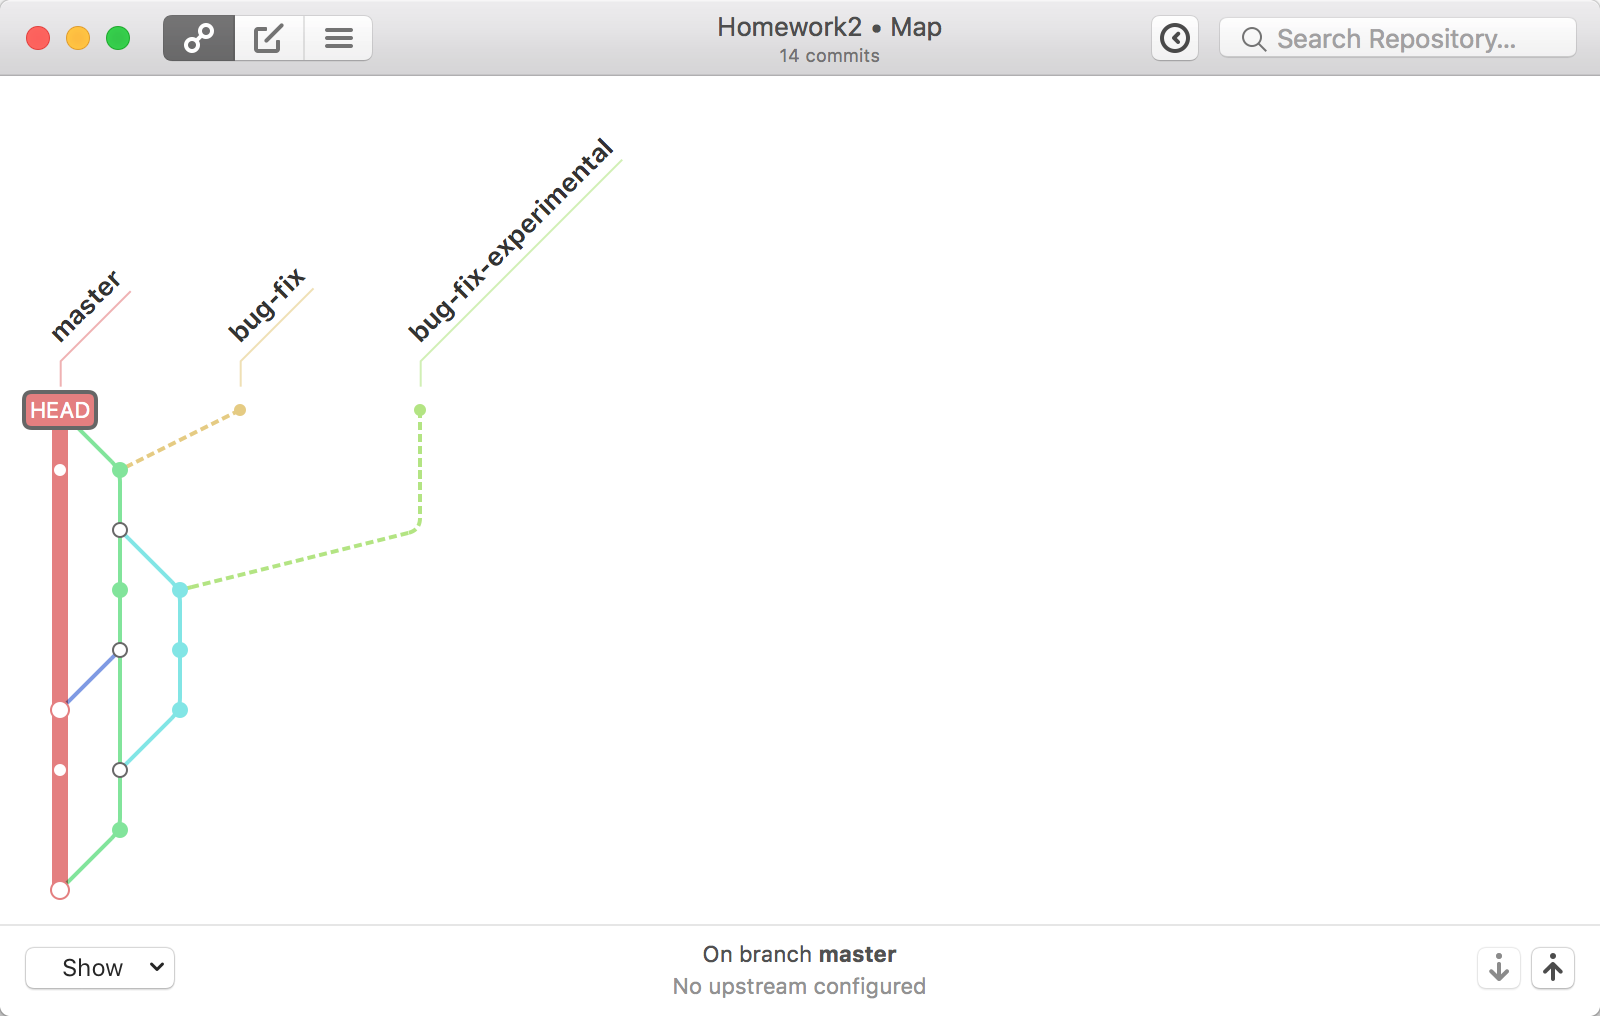 Homework2 • Map
14 commits
Search Repository...
master
bug-fix
bug-fix-experimental
HEAD
Show
On branch master
No upstream configured